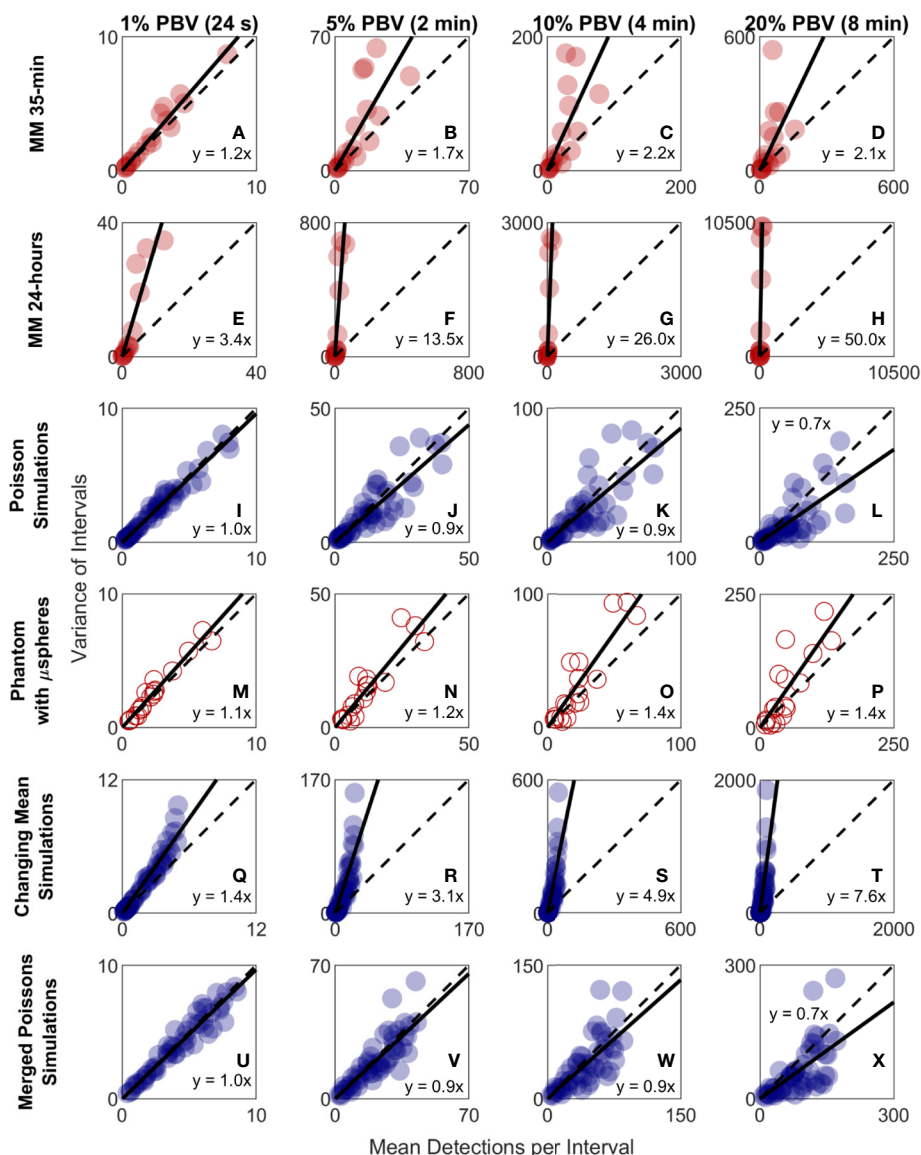 1% PBV (24 s) 5% PBV (2 min) 10% PBV (4 min) 20% PBV (8 min)
MM 35-min
10 70 200 600
A B C D
y = 1.2x y = 1.7x y = 2.2x y = 2.1x
0 0 0 0
0 10 0 70 0 200 0 600
MM 24-hours
40 800 3000 10500
E F G H
y = 3.4x y = 13.5x y = 26.0x y = 50.0x
0 0 0 0
0 40 0 800 0 3000 0 10500
Poisson
Simulations
10 50 100 250
y = 0.7x
I J K L
y = 1.0x y = 0.9x y = 0.9x
0 0 0 0
0 10 0 50 0 100 0 250
Variance of Intervals
Phantom
with μspheres
10 50 100 250
M N O P
y = 1.1x y = 1.2x y = 1.4x y = 1.4x
0 0 0 0
0 10 0 50 0 100 0 250
Changing Mean
Simulations
12 170 600 2000
Q R S T
y = 1.4x y = 3.1x y = 4.9x y = 7.6x
0 0 0 0
0 12 0 170 0 600 0 2000
Merged Poissons
Simulations
10 70 150 300
y = 0.7x
U V W X
y = 1.0x y = 0.9x y = 0.9x
0 0 0 0
0 10 0 70 0 150 0 300
Mean Detections per Interval